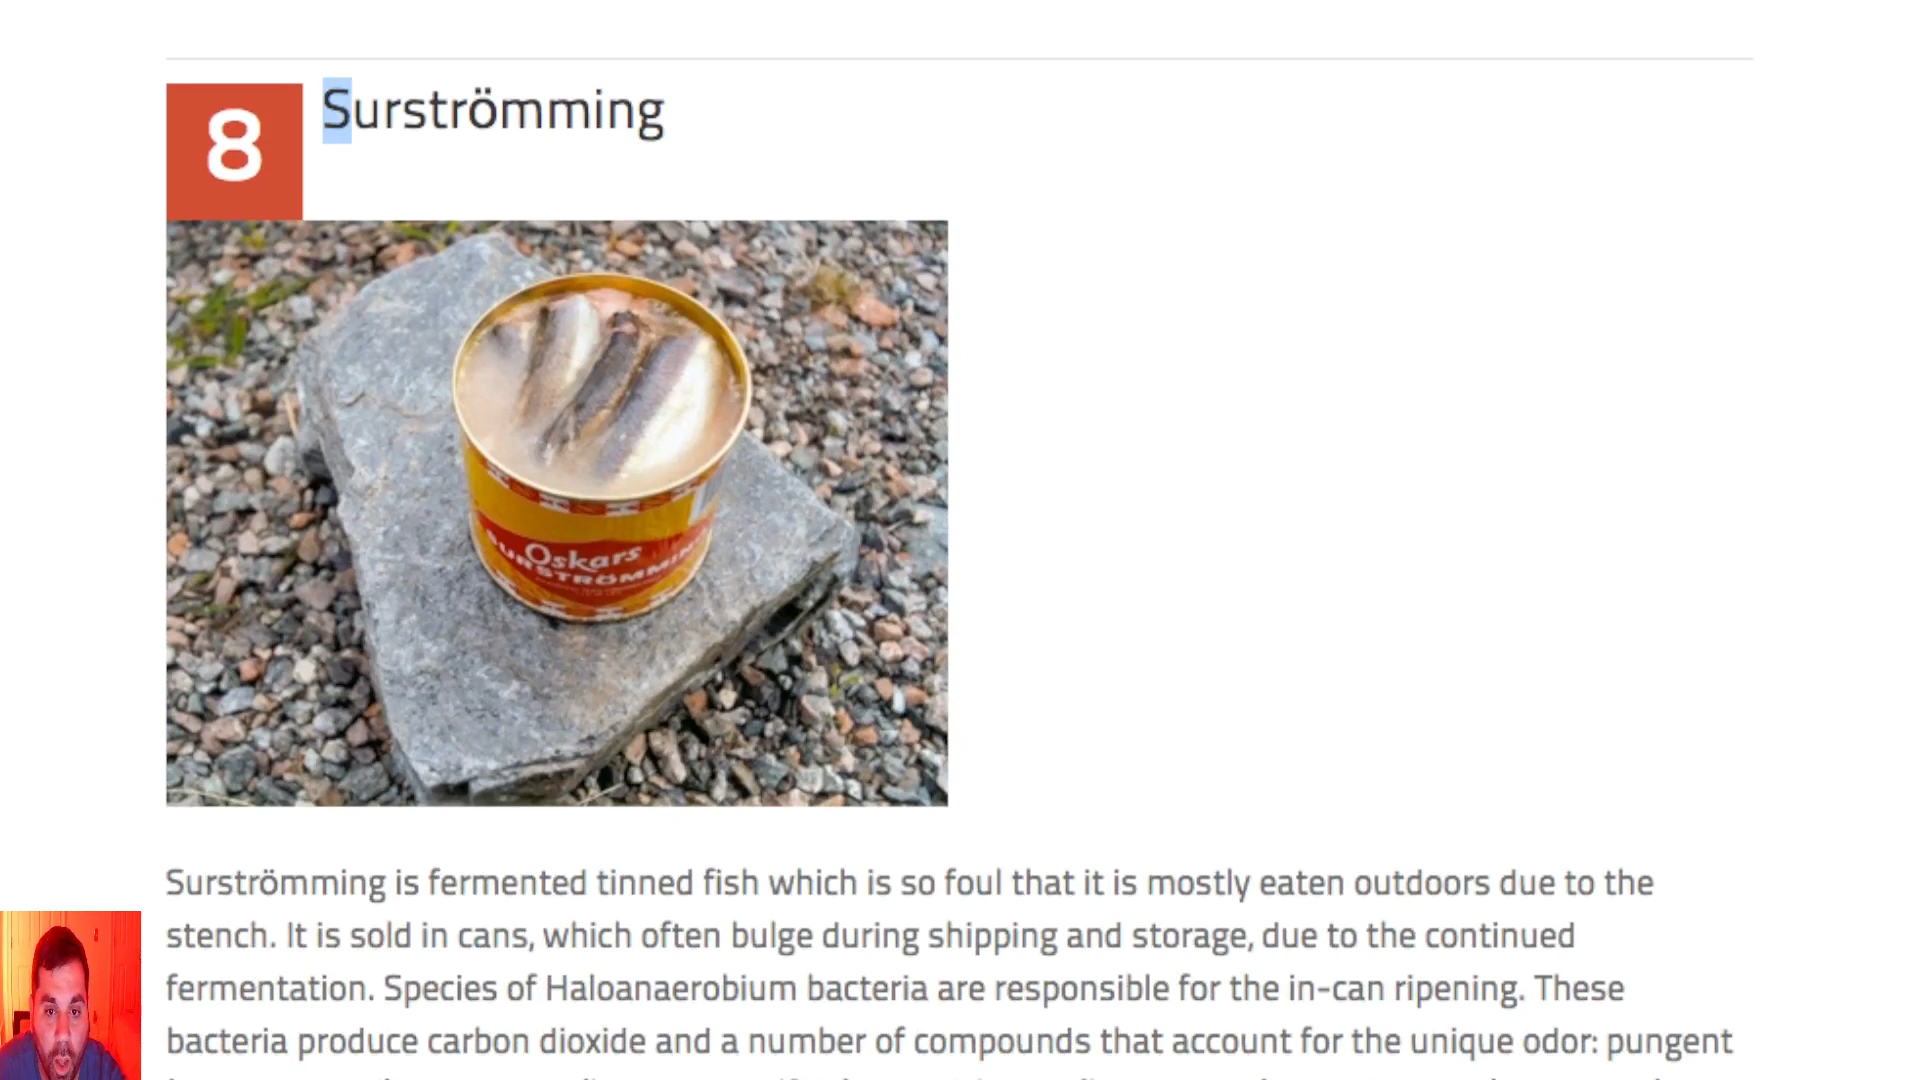 8
Surströmming
Oskars
SURSTRÖMMING
Surströmming is fermented tinned fish which is so foul that it is mostly eaten outdoors due to the
stench. It is sold in cans, which often bulge during shipping and storage, due to the continued
fermentation. Species of Haloanaerobium bacteria are responsible for the in-can ripening. These
bacteria produce carbon dioxide and a number of compounds that account for the unique odor: pungent